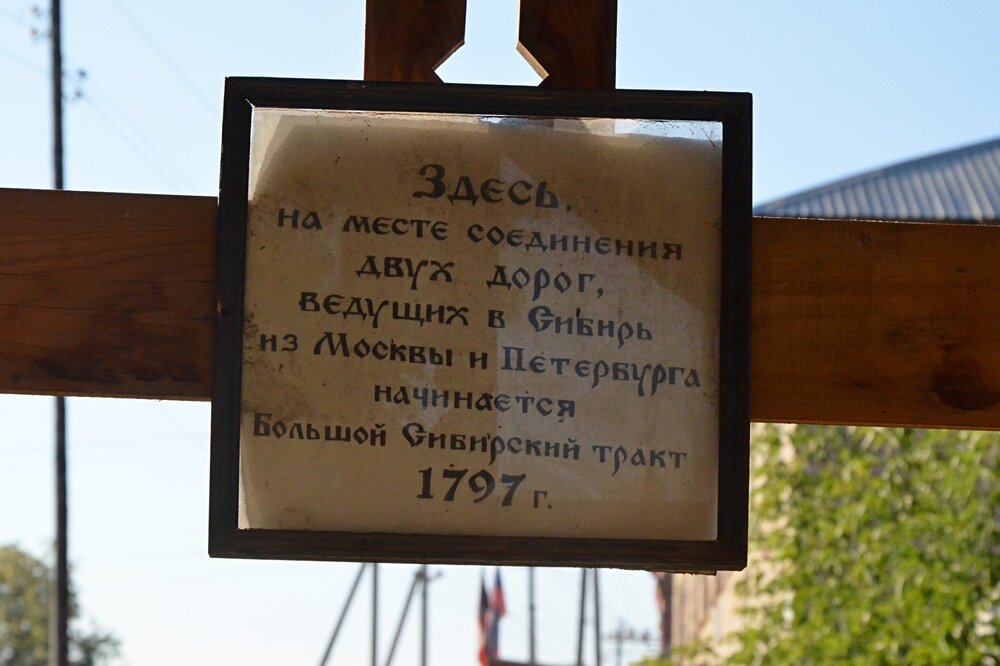 Здесь,
на месте соединения
двух дорог,
ведущих в Сибирь
из Москвы и Петербурга
начинается
Большой Сибирский тракт
1797 г.